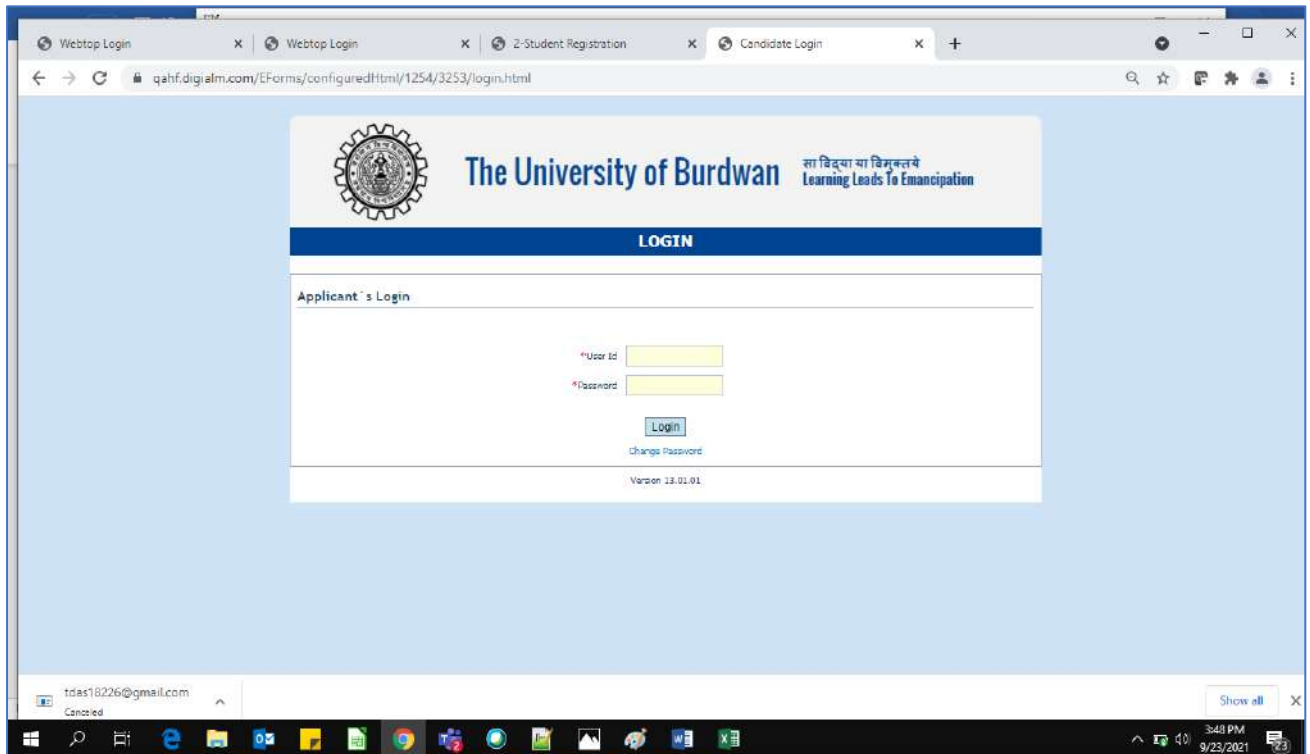 Webtop Login
Webtop Login
2-Student Registration
Candidate Login
qahf.digialm.com/EForms/configuredHtml/1254/3253/login.html
The University of Burdwan
सा विद्या या विमुक्तये
Learning Leads To Emancipation
LOGIN
Applicant´s Login
*User Id
*Password
Login
Change Password
Version 13.01.01
tdas18226@gmail.com
Canceled
Show all
3:48 PM
9/23/2021
23